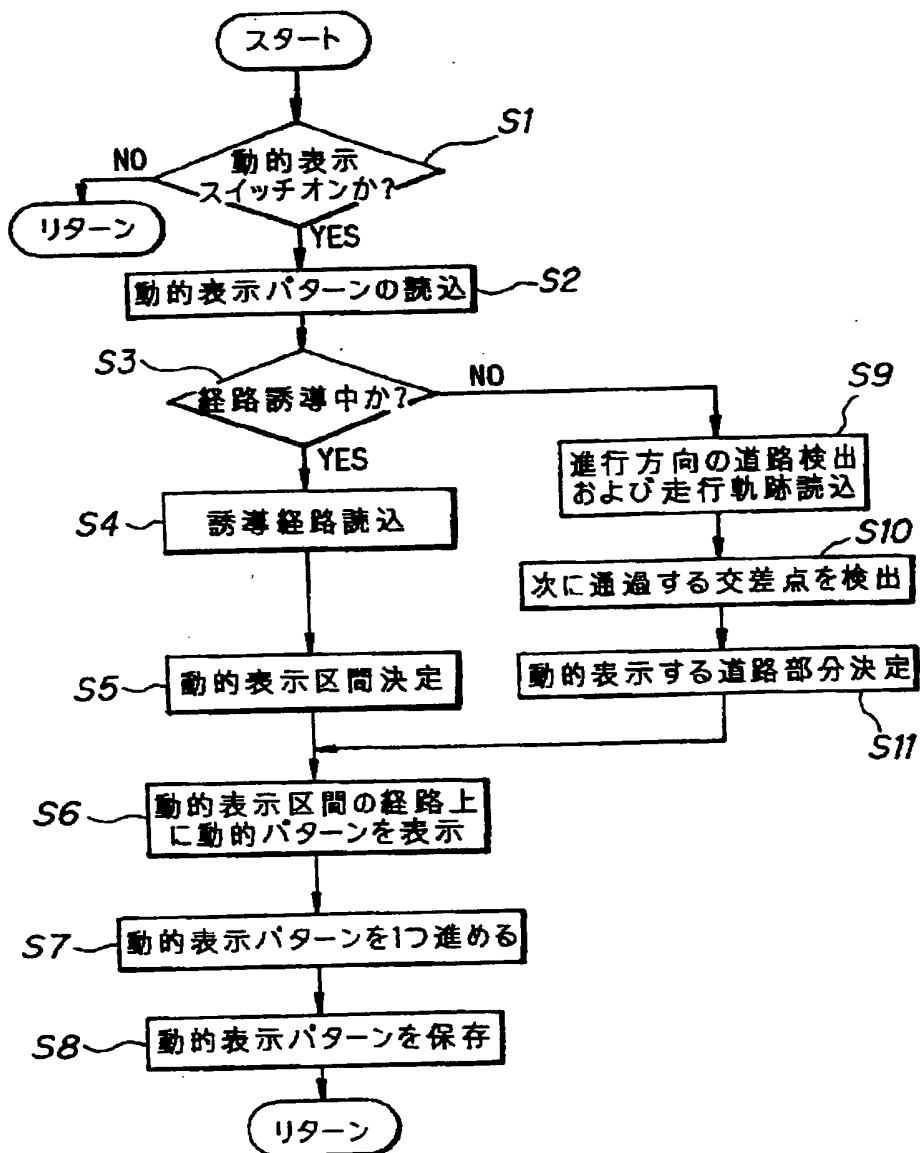 スタート
S1
動的表示
スイッチオンか?
NO
リターン
YES
動的表示パターンの読込
S2
S3
経路誘導中か?
NO
YES
S9
進行方向の道路検出
および走行軌跡読込
S4
誘導経路読込
S10
次に通過する交差点を検出
S5
動的表示区間決定
動的表示する道路部分決定
S11
S6
動的表示区間の経路上
に動的パターンを表示
S7
動的表示パターンを1つ進める
S8
動的表示パターンを保存
リターン